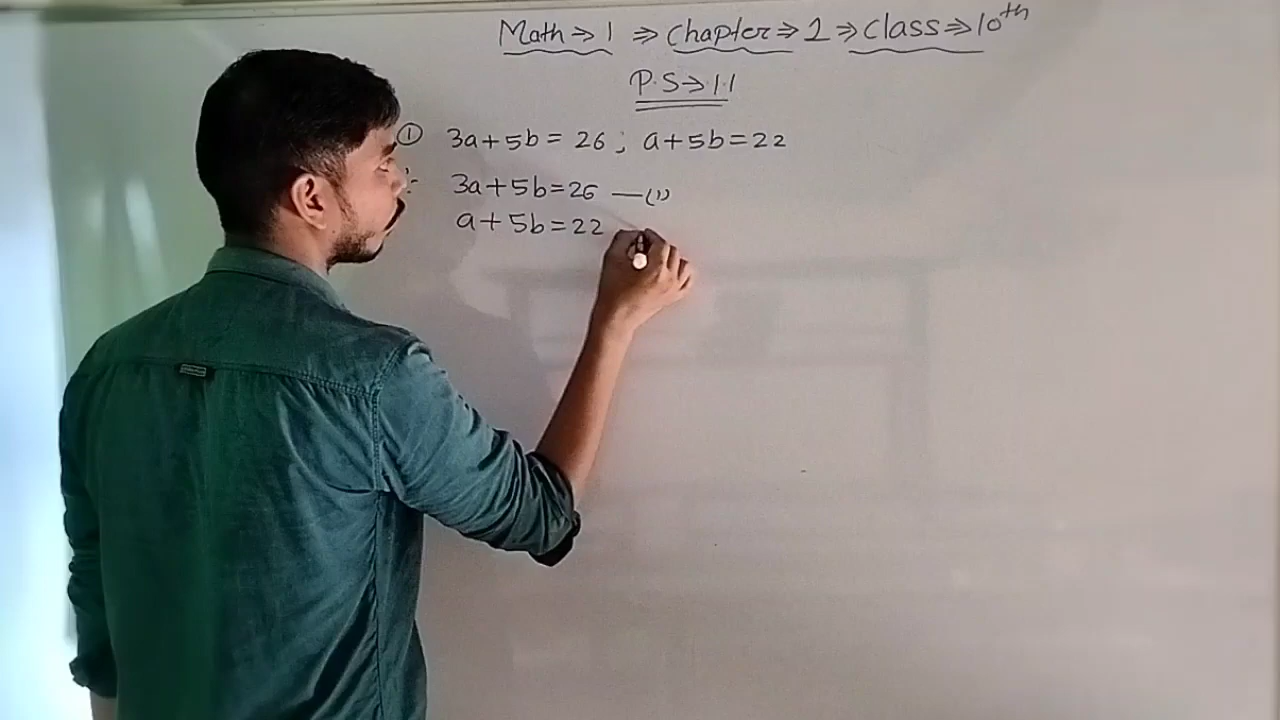 Math → 1 ⇒ Chapter ⇒ 1 ⇒ Class ⇒ 10th
P.S → 1.1
① 3a + 5b = 26 ; a + 5b = 22
:- 3a + 5b = 26 —(1)
a + 5b = 22